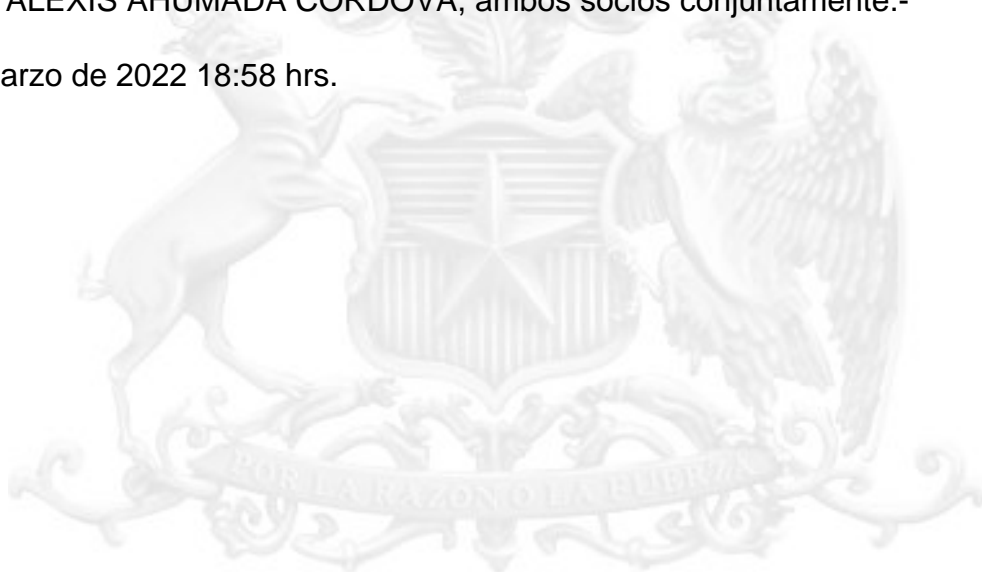 ALEXIS AHUMADA CORDOVA, ambos socios conjuntamente.-
arzo de 2022 18:58 hrs.
POR LA RAZON O LA FUERZA